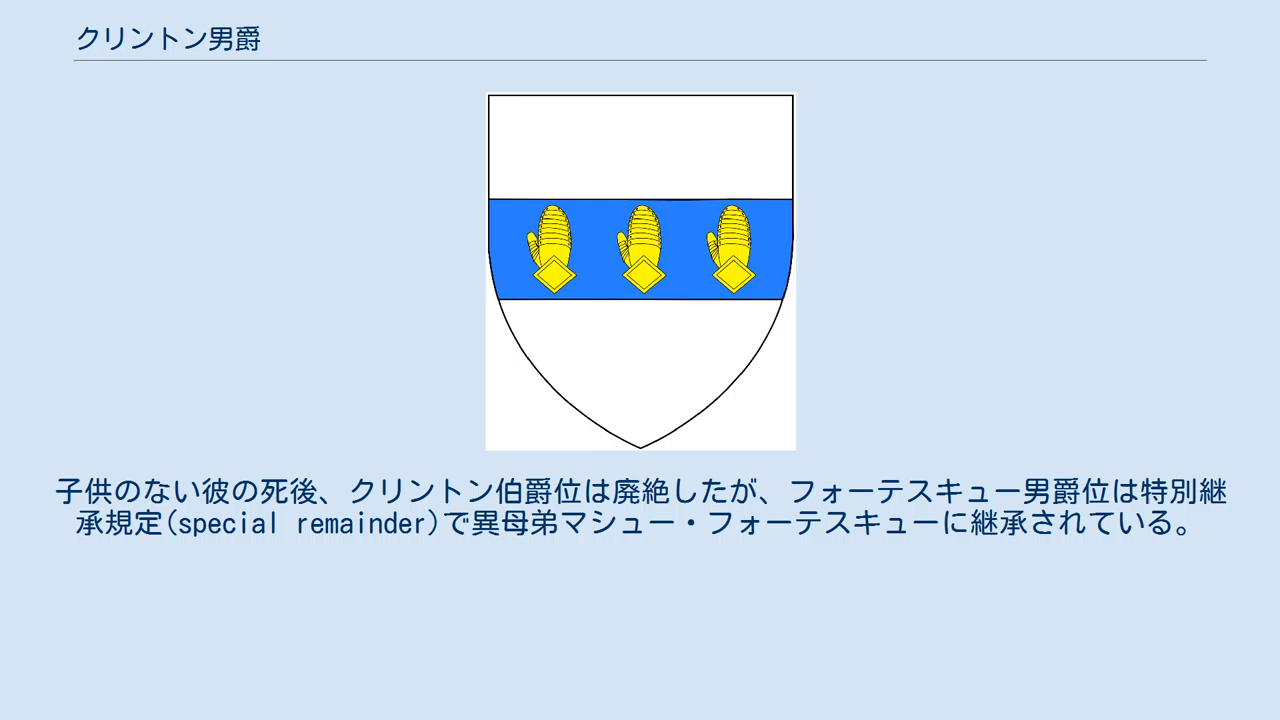 クリントン男爵
子供のない彼の死後、クリントン伯爵位は廃絶したが、フォーテスキュー男爵位は特別継
承規定(special remainder)で異母弟マシュー・フォーテスキューに継承されている。